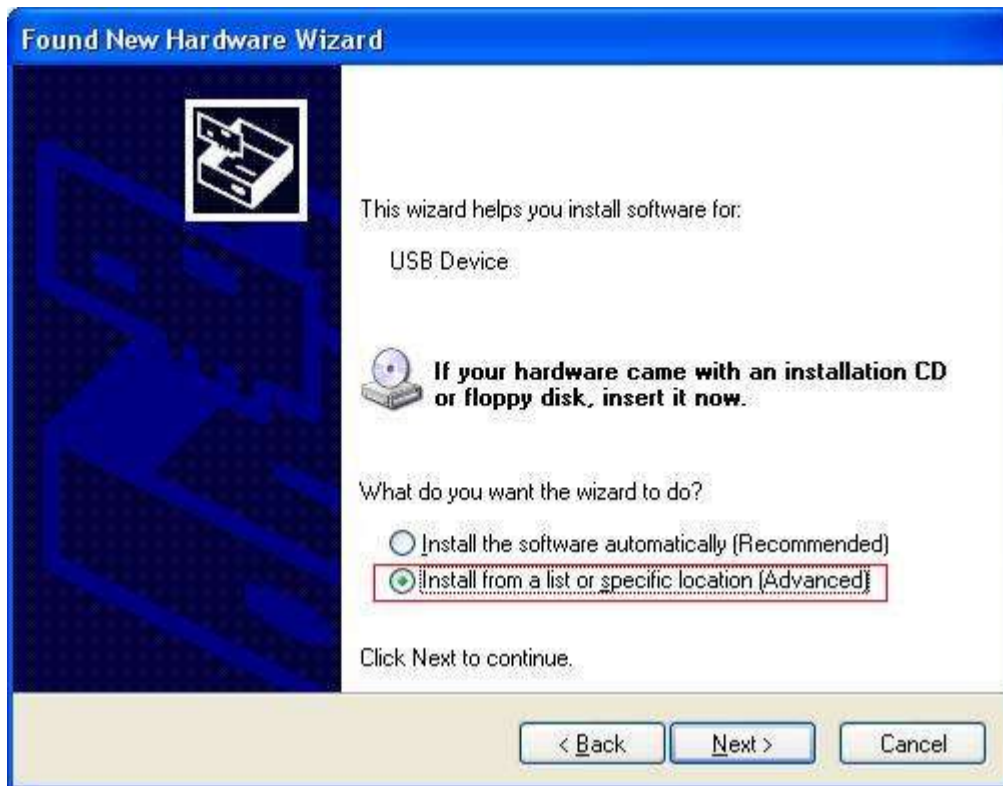 Found New Hardware Wizard
This wizard helps you install software for:
USB Device
If your hardware came with an installation CD
or floppy disk, insert it now.
What do you want the wizard to do?
Install the software automatically (Recommended)
Install from a list or specific location (Advanced)
Click Next to continue.
< Back Next > Cancel